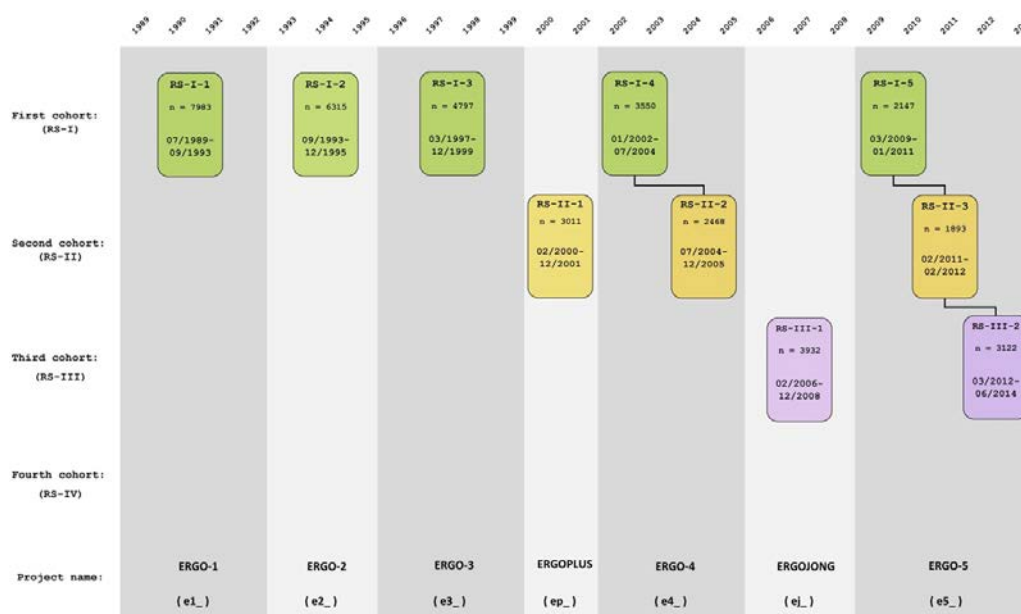 1989 1990 1991 1992 1993 1994 1995 1996 1997 1998 1999 2000 2001 2002 2003 2004 2005 2006 2007 2008 2009 2010 2011 2012
First cohort:
(RS-I)
RS-I-1
n = 7983
07/1989-
09/1993
RS-I-2
n = 6315
09/1993-
12/1995
RS-I-3
n = 4797
03/1997-
12/1999
RS-I-4
n = 3550
01/2002-
07/2004
RS-I-5
n = 2147
03/2009-
01/2011
Second cohort:
(RS-II)
RS-II-1
n = 3011
02/2000-
12/2001
RS-II-2
n = 2468
07/2004-
12/2005
RS-II-3
n = 1893
02/2011-
02/2012
Third cohort:
(RS-III)
RS-III-1
n = 3932
02/2006-
12/2008
RS-III-2
n = 3122
03/2012-
06/2014
Fourth cohort:
(RS-IV)
Project name:
ERGO-1
( e1_ )
ERGO-2
( e2_ )
ERGO-3
( e3_ )
ERGOPLUS
( ep_ )
ERGO-4
( e4_ )
ERGOJONG
( ej_ )
ERGO-5
( e5_ )